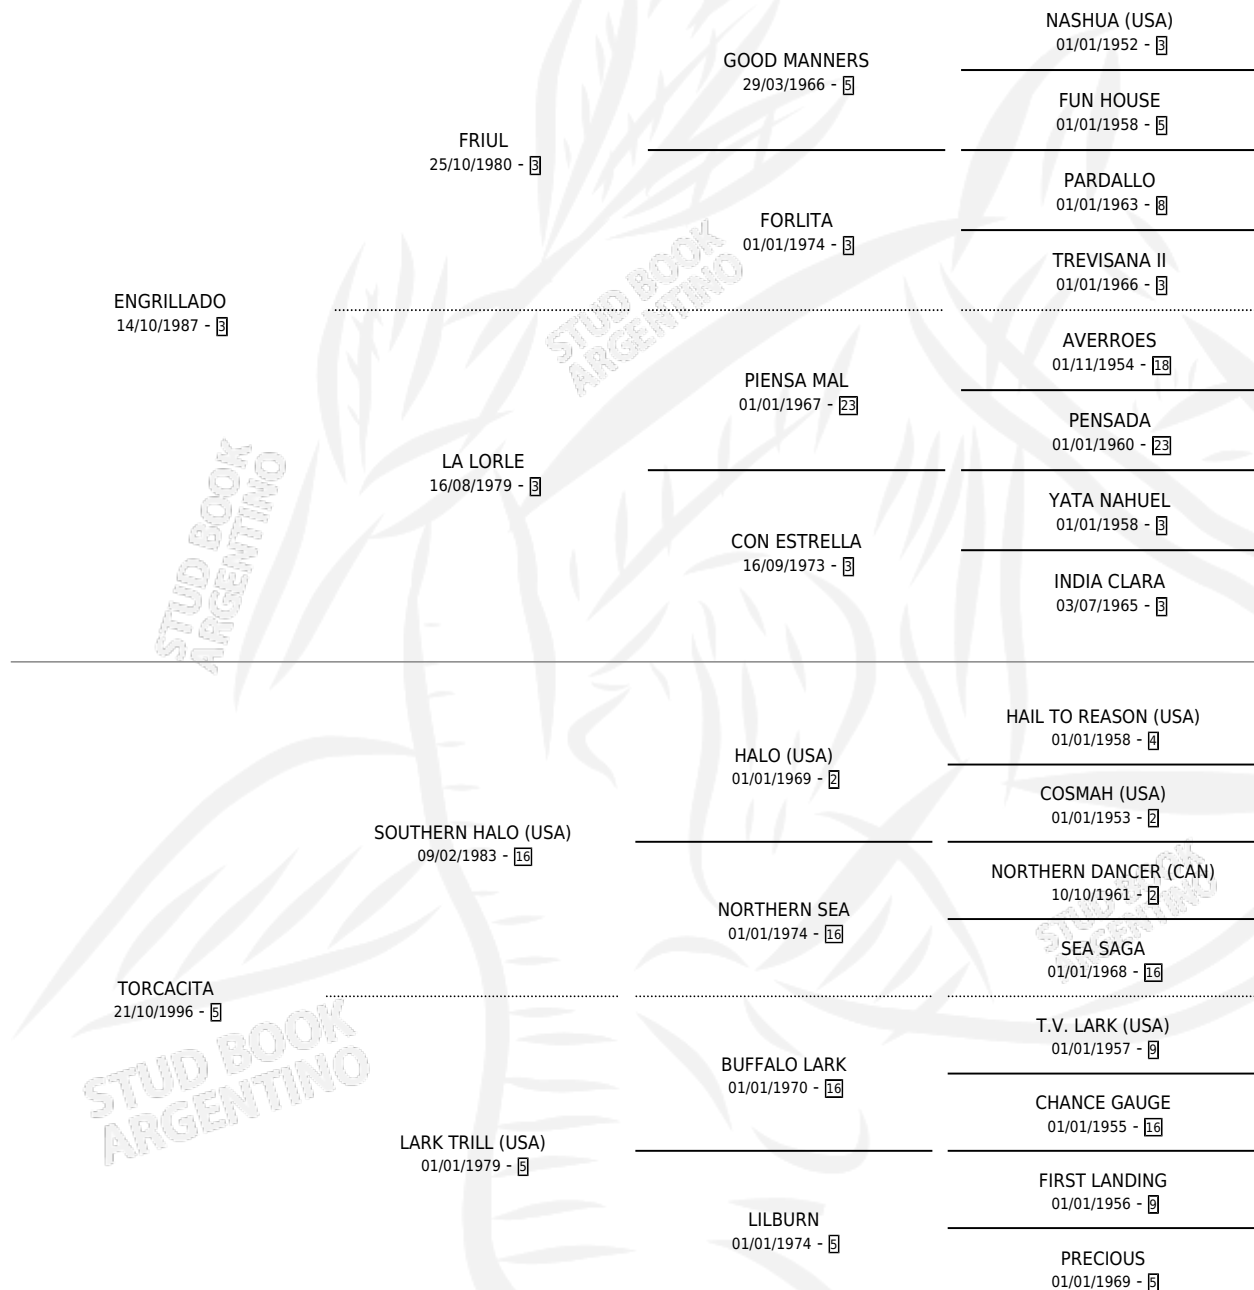 ENGRILLADO
14/10/1987 - 3
FRIUL
25/10/1980 - 3
GOOD MANNERS
29/03/1966 - 5
NASHUA (USA)
01/01/1952 - 3
FUN HOUSE
01/01/1958 - 5
FORLITA
01/01/1974 - 3
PARDALLO
01/01/1963 - 8
TREVISANA II
01/01/1966 - 3
LA LORLE
16/08/1979 - 3
PIENSA MAL
01/01/1967 - 23
AVERROES
01/11/1954 - 18
PENSADA
01/01/1960 - 23
CON ESTRELLA
16/09/1973 - 3
YATA NAHUEL
01/01/1958 - 3
INDIA CLARA
03/07/1965 - 3
TORCACITA
21/10/1996 - 5
SOUTHERN HALO (USA)
09/02/1983 - 16
HALO (USA)
01/01/1969 - 2
HAIL TO REASON (USA)
01/01/1958 - 4
COSMAH (USA)
01/01/1953 - 2
NORTHERN SEA
01/01/1974 - 16
NORTHERN DANCER (CAN)
10/10/1961 - 2
SEA SAGA
01/01/1968 - 16
LARK TRILL (USA)
01/01/1979 - 5
BUFFALO LARK
01/01/1970 - 16
T.V. LARK (USA)
01/01/1957 - 9
CHANCE GAUGE
01/01/1955 - 16
LILBURN
01/01/1974 - 5
FIRST LANDING
01/01/1956 - 9
PRECIOUS
01/01/1969 - 5
STUD BOOK
ARGENTINO
STUD BOOK
ARGENTINO
STUD BOOK
ARGENTINO
STUD BOOK
ARGENTINO